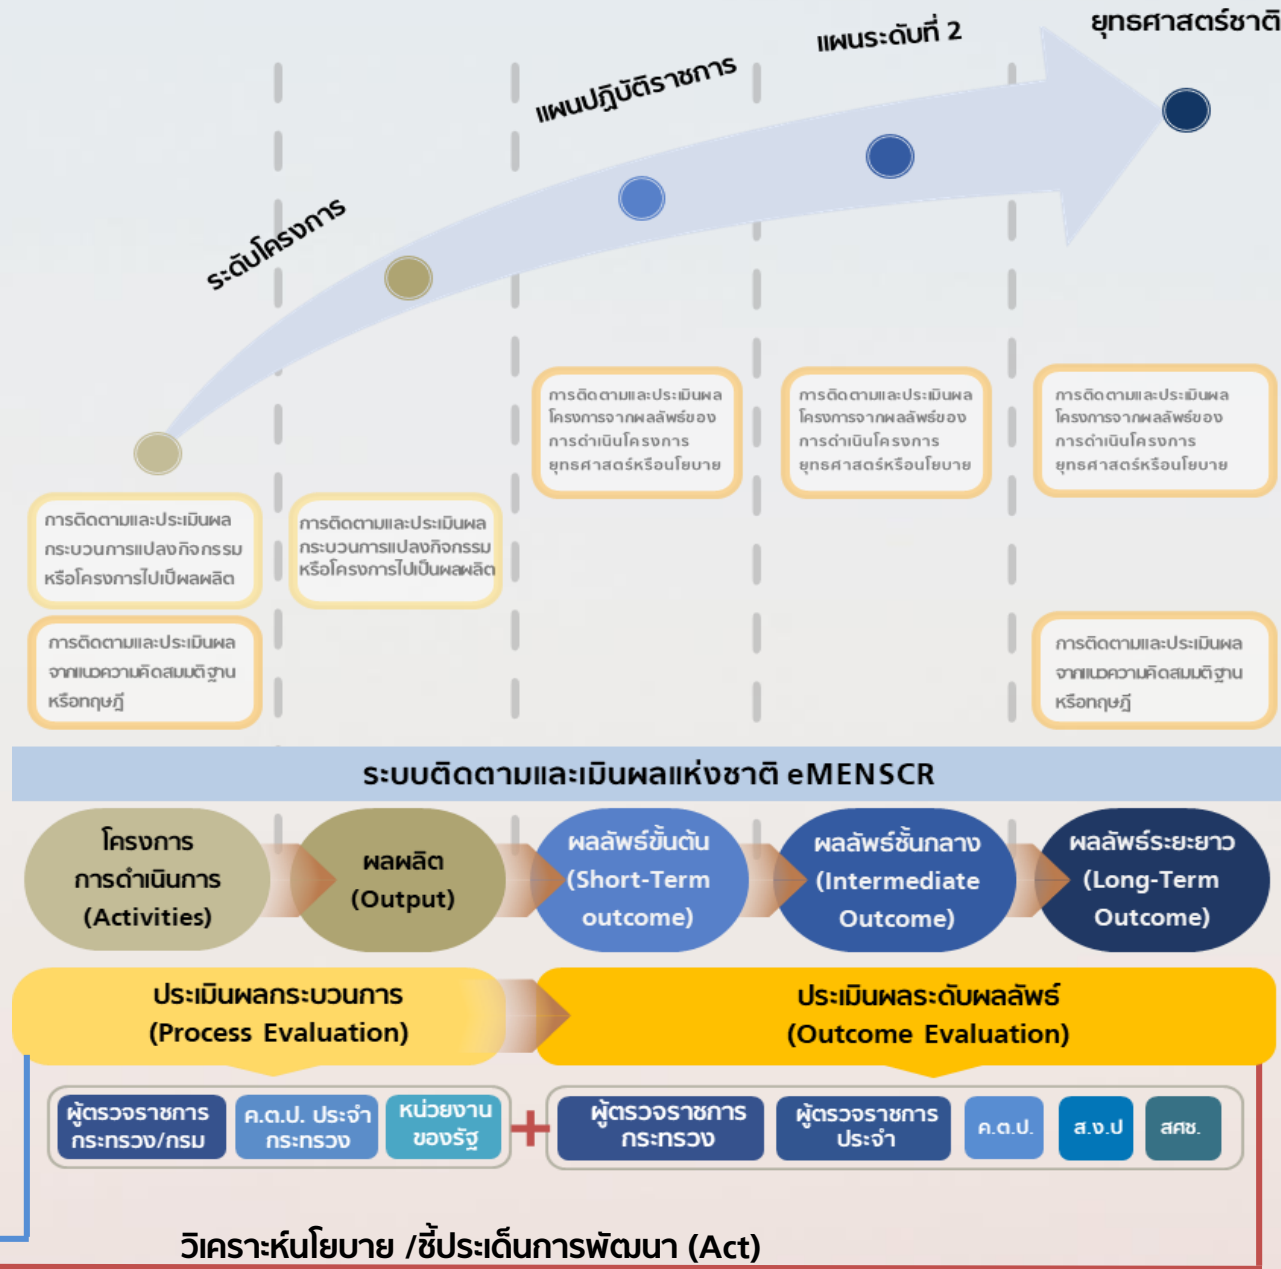 ยุทธศาสตร์ชาติ
แผนระดับที่ 2
แผนปฏิบัติราชการ
ระดับโครงการ
การติดตามและประเมินผล
โครงการจากผลลัพธ์ของ
การดำเนินโครงการ
ยุทธศาสตร์หรือนโยบาย
การติดตามและประเมินผล
โครงการจากผลลัพธ์ของ
การดำเนินโครงการ
ยุทธศาสตร์หรือนโยบาย
การติดตามและประเมินผล
โครงการจากผลลัพธ์ของ
การดำเนินโครงการ
ยุทธศาสตร์หรือนโยบาย
การติดตามและประเมินผล
กระบวนการแปลงกิจกรรม
หรือโครงการไปเป็ผลผลิต
การติดตามและประเมินผล
กระบวนการแปลงกิจกรรม
หรือโครงการไปเป็นผลผลิต
การติดตามและประเมินผล
จากแนวความคิดสมมติฐาน
หรือทฤษฎี
การติดตามและประเมินผล
จากแนวความคิดสมมติฐาน
หรือทฤษฎี
ระบบติดตามและเมินผลแห่งชาติ eMENSCR
โครงการ
การดำเนินการ
(Activities)
ผลผลิต
(Output)
ผลลัพธ์ขั้นต้น
(Short-Term
outcome)
ผลลัพธ์ชั้นกลาง
(Intermediate
Outcome)
ผลลัพธ์ระยะยาว
(Long-Term
Outcome)
ประเมินผลกระบวนการ
(Process Evaluation)
ประเมินผลระดับผลลัพธ์
(Outcome Evaluation)
ผู้ตรวจราชการ
กระทรวง/กรม
ค.ต.ป. ประจำ
กระทรวง
หน่วยงาน
ของรัฐ
ผู้ตรวจราชการ
กระทรวง
ผู้ตรวจราชการ
ประจำ
ค.ต.ป.
ส.ง.ป
สศช.
วิเคราะห์นโยบาย /ชี้ประเด็นการพัฒนา (Act)